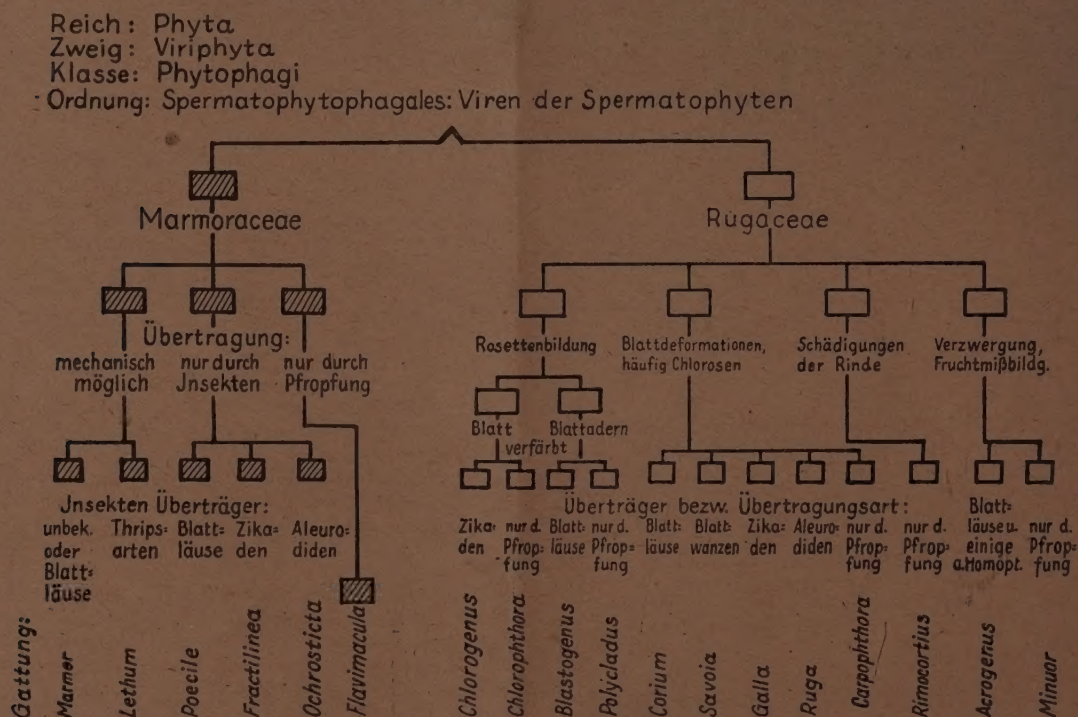 Reich: Phyta
Zweig: Viriphyta
Klasse: Phytophagi
Ordnung: Spermatophytophagales: Viren der Spermatophyten
Marmoraceae
Rugaceae
Übertragung:
mechanisch möglich
nur durch Jnsekten
nur durch Pfropfung
Rosettenbildung
Blattdeformationen, häufig Chlorosen
Schädigungen der Rinde
Verzwergung, Fruchtmißbildg.
Blatt
Blattadern
verfärbt
Jnsekten Überträger:
unbek. oder Blatt=läuse
Thrips=arten
Blatt=läuse
Zika=den
Aleuro=diden
Überträger bezw. Übertragungsart:
Zika=den
nur d. Pfrop=fung
Blatt=läuse
nur d. Pfrop=fung
Blatt=läuse
Blatt=wanzen
Zika=den
Aleuro=diden
nur d. Pfrop=fung
nur d. Pfrop=fung
Blatt=läuse u. einige a.Homopt.
nur d. Pfrop=fung
Gattung:
Marmor
Lethum
Poecile
Fractilinea
Ochrosticta
Flavimacula
Chlorogenus
Chlorophthora
Blastogenus
Polycladus
Corium
Savoia
Galla
Ruga
Carpophthora
Rimocortius
Acrogenus
Minuor